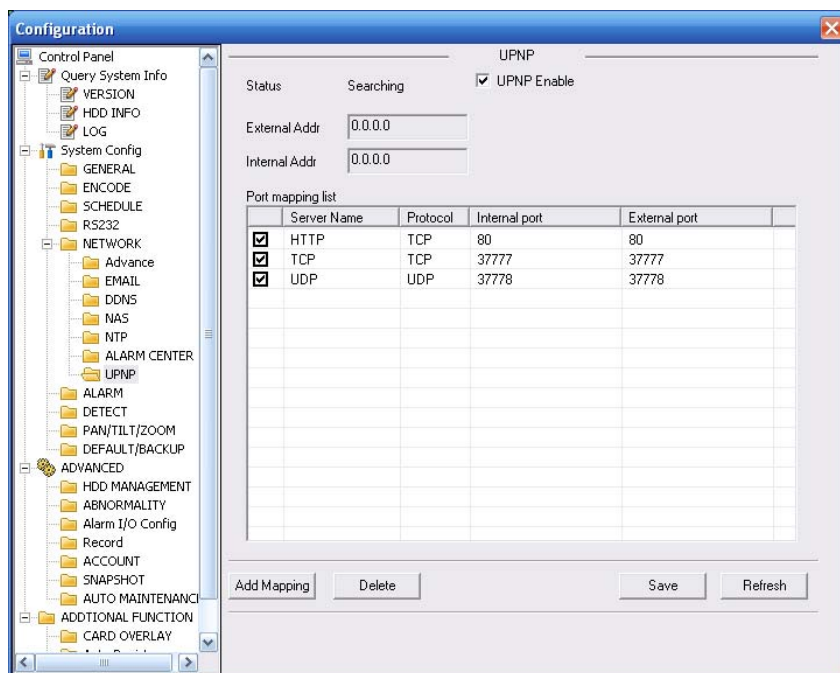 Configuration
Control Panel
Query System Info
VERSION
HDD INFO
LOG
System Config
GENERAL
ENCODE
SCHEDULE
RS232
NETWORK
Advance
EMAIL
DDNS
NAS
NTP
ALARM CENTER
UPNP
ALARM
DETECT
PAN/TILT/ZOOM
DEFAULT/BACKUP
ADVANCED
HDD MANAGEMENT
ABNORMALITY
Alarm I/O Config
Record
ACCOUNT
SNAPSHOT
AUTO MAINTENANC
ADDTIONAL FUNCTION
CARD OVERLAY
UPNP
Status Searching UPNP Enable
External Addr 0.0.0.0
Internal Addr 0.0.0.0
Port mapping list
Server Name Protocol Internal port External port
HTTP TCP 80 80
TCP TCP 37777 37777
UDP UDP 37778 37778
Add Mapping Delete Save Refresh